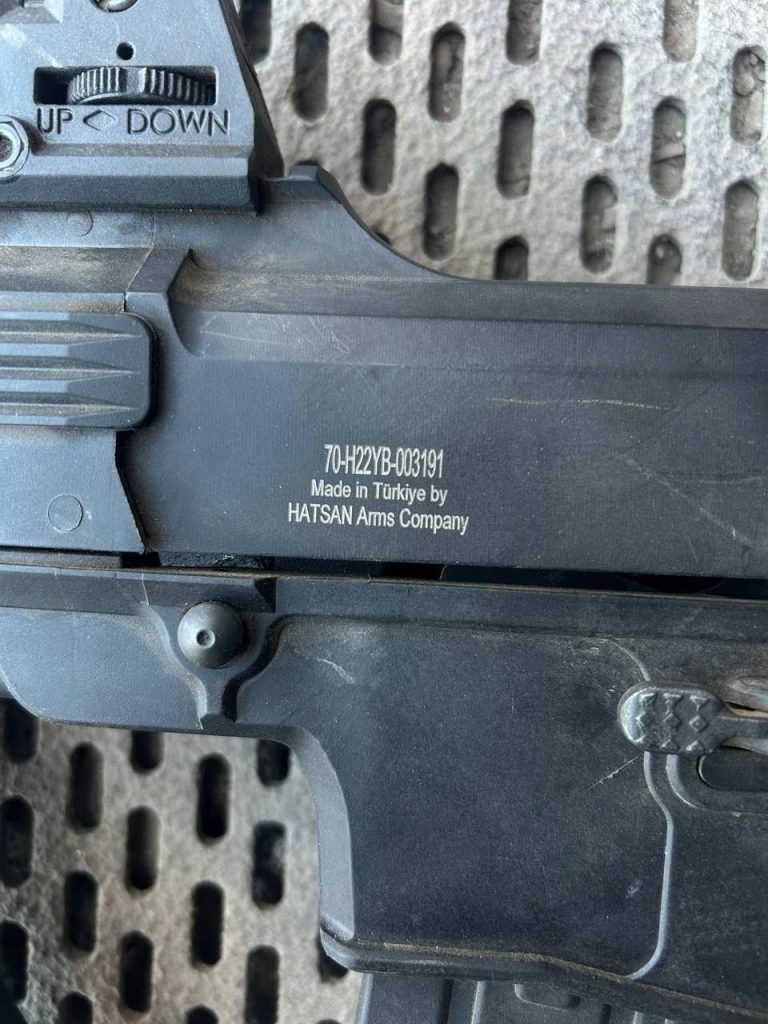 UP <> DOWN
70-H22YB-003191
Made in Türkiye by
HATSAN Arms Company